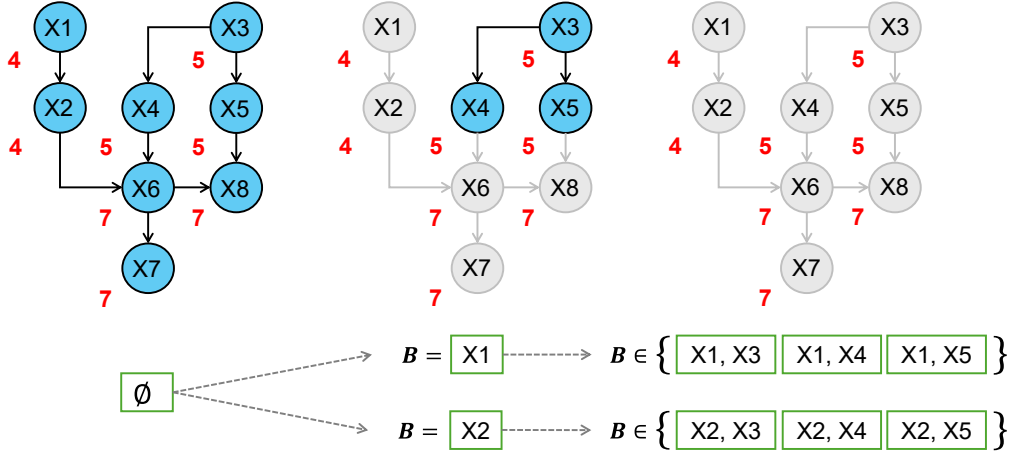 X1 X3 X1 X3 X1 X3
4 5 4 5 4 5
X2 X4 X5 X2 X4 X5 X2 X4 X5
4 5 5 4 5 5 4 5 5
X6 X8 X6 X8 X6 X8
7 7 7 7 7 7
X7 X7 X7
7 7 7
B = X1 B ∈ { X1, X3 X1, X4 X1, X5 }
∅
B = X2 B ∈ { X2, X3 X2, X4 X2, X5 }